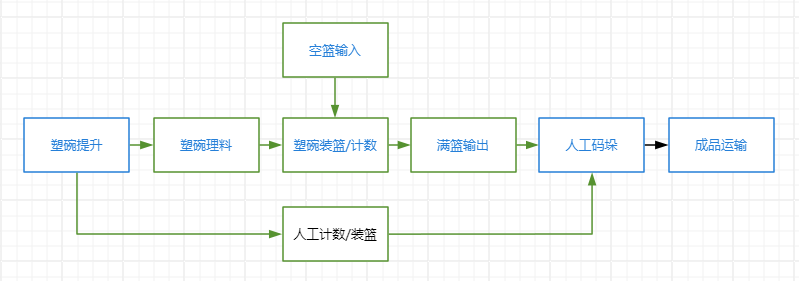 空篮输入
塑碗提升
塑碗理料
塑碗装篮/计数
满篮输出
人工码垛
成品运输
人工计数/装篮